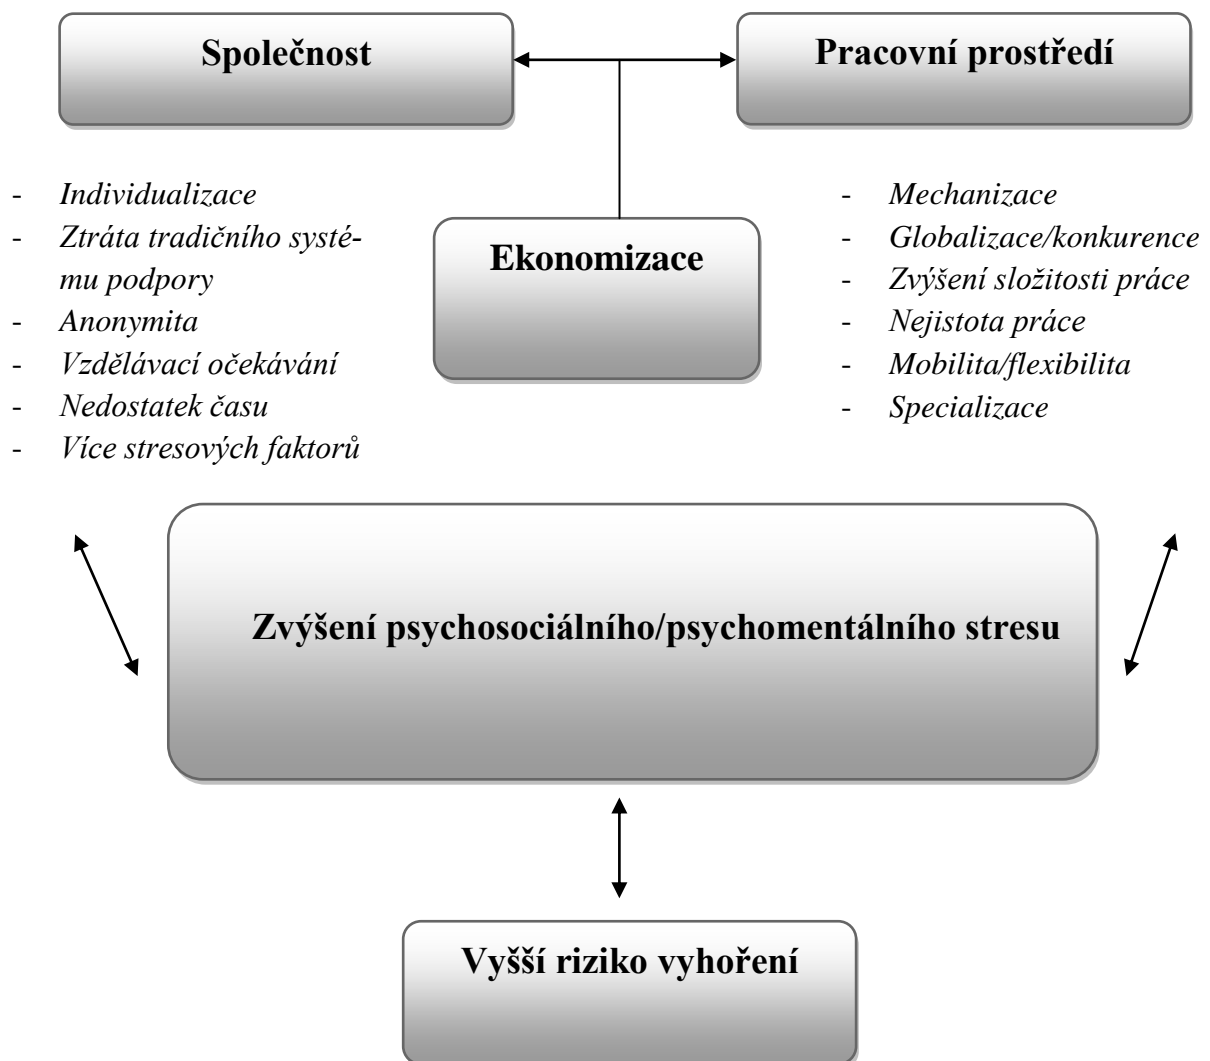 Společnost
Pracovní prostředí
- Individualizace
- Ztráta tradičního systé-
mu podpory
- Anonymita
- Vzdělávací očekávání
- Nedostatek času
- Více stresových faktorů
Ekonomizace
- Mechanizace
- Globalizace/konkurence
- Zvýšení složitosti práce
- Nejistota práce
- Mobilita/flexibilita
- Specializace
Zvýšení psychosociálního/psychomentálního stresu
Vyšší riziko vyhoření